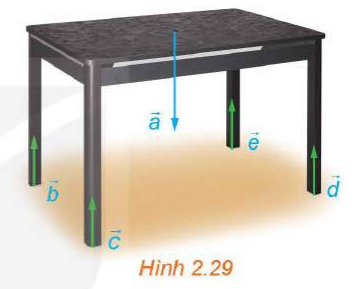 a⃗
e⃗
b⃗
d⃗
c⃗
Hình 2.29